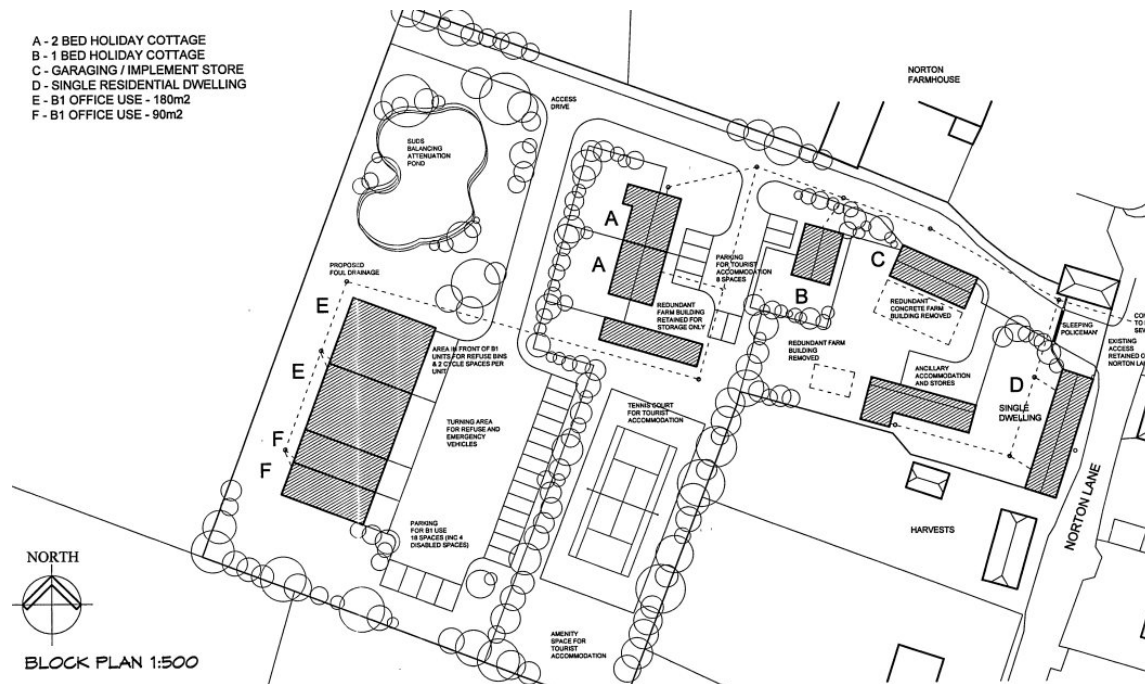 A - 2 BED HOLIDAY COTTAGE
B - 1 BED HOLIDAY COTTAGE
C - GARAGING / IMPLEMENT STORE
D - SINGLE RESIDENTIAL DWELLING
E - B1 OFFICE USE - 180m2
F - B1 OFFICE USE - 90m2
NORTON
FARMHOUSE
ACCESS
DRIVE
SUDS
BALANCING
ATTENUATION
POND
PROPOSED
FOUL DRAINAGE
A
A
PARKING
FOR TOURIST
ACCOMMODATION
8 SPACES
B
C
REDUNDANT
FARM BUILDING
RETAINED FOR
STORAGE ONLY
REDUNDANT
CONCRETE FARM
BUILDING REMOVED
REDUNDANT FARM
BUILDING
REMOVED
'SLEEPING
POLICEMAN'
EXISTING
ACCESS
RETAINED
NORTON
E
E
F
F
AREA IN FRONT OF B1
UNITS FOR REFUSE BINS
& 2 CYCLE SPACES PER
UNIT
ANCILLARY
ACCOMMODATION
AND STORES
D
SINGLE
DWELLING
TURNING AREA
FOR REFUSE AND
EMERGENCY
VEHICLES
TENNIS COURT
FOR TOURIST
ACCOMMODATION
PARKING
FOR B1 USE
18 SPACES (INC 4
DISABLED SPACES)
HARVESTS
NORTON LANE
AMENITY
SPACE FOR
TOURIST
ACCOMMODATION
NORTH
BLOCK PLAN 1:500